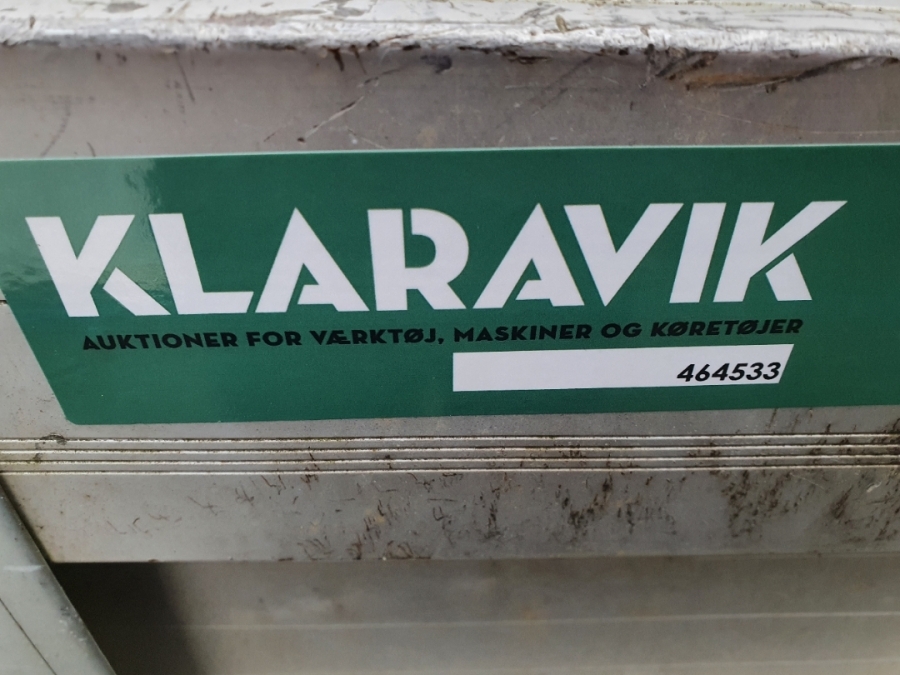 KLARAVIK
AUKTIONER FOR VÆRKTØJ, MASKINER OG KØRETØJER
464533